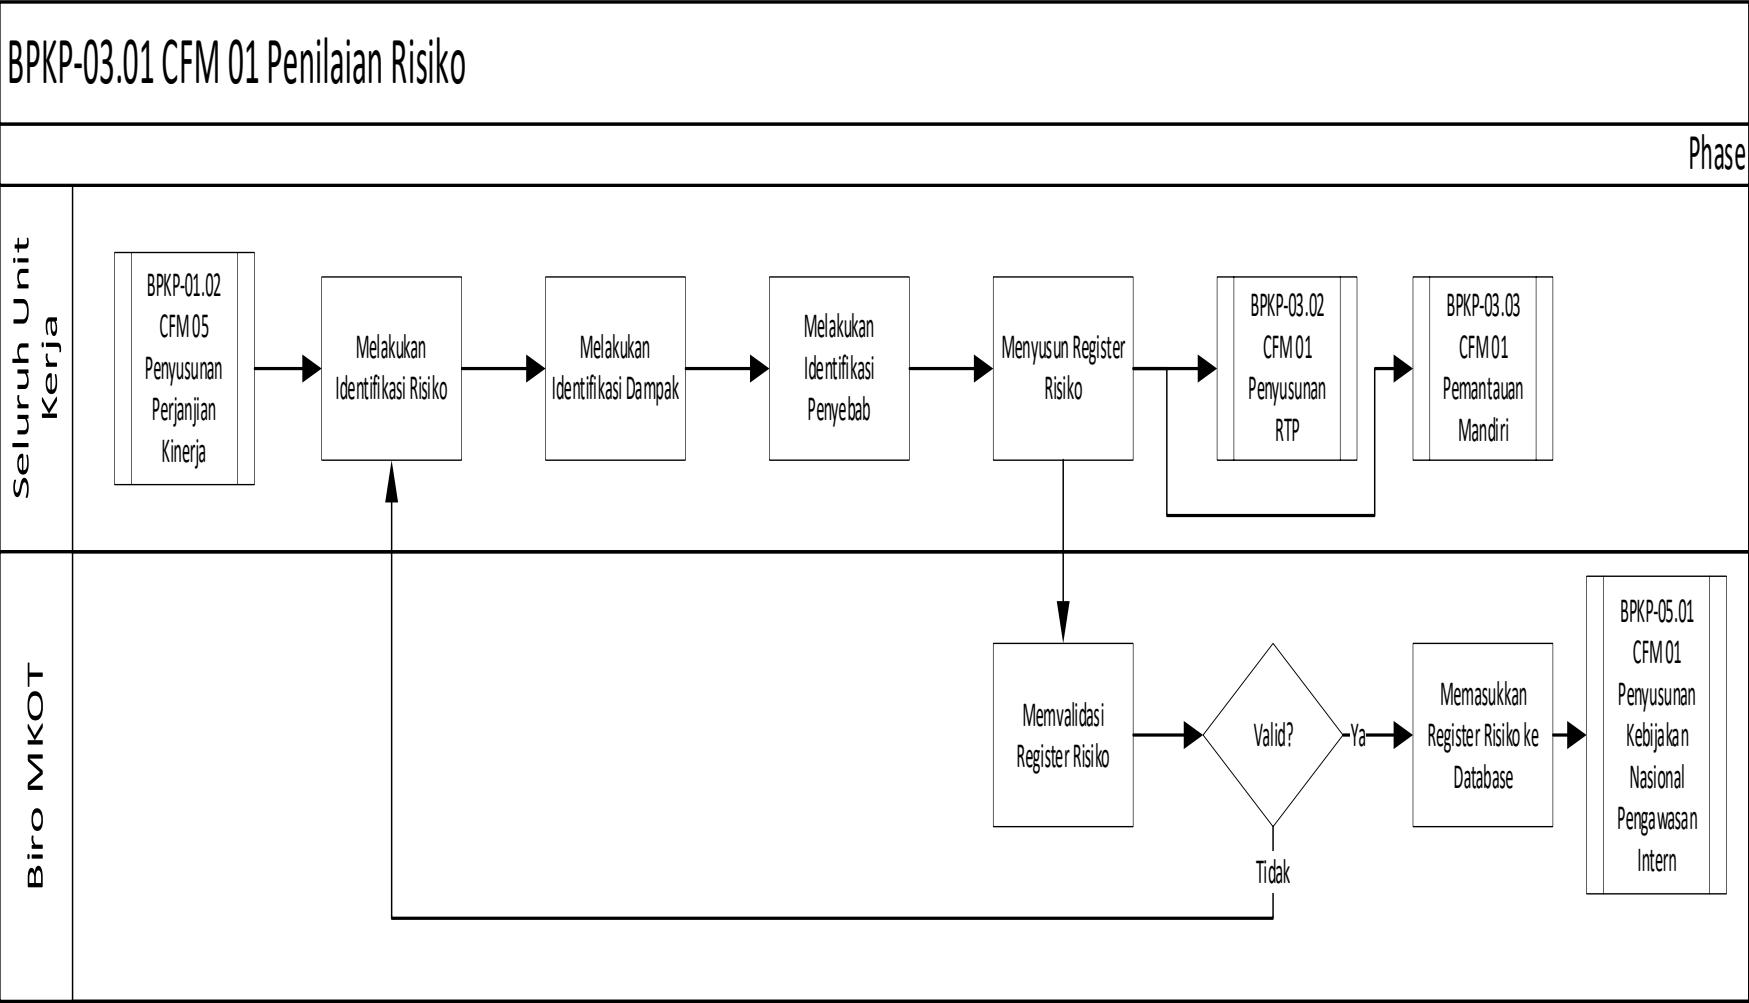 BPKP-03.01 CFM 01 Penilaian Risiko
Phase
Seluruh Unit
Kerja
BPKP-01.02
CFM 05
Penyusunan
Perjanjian
Kinerja
Melakukan
Identifikasi Risiko
Melakukan
Identifikasi Dampak
Melakukan
Identifikasi
Penyebab
Menyusun Register
Risiko
BPKP-03.02
CFM 01
Penyusunan
RTP
BPKP-03.03
CFM 01
Pemantauan
Mandiri
Biro MKOT
Memvalidasi
Register Risiko
Valid?
Ya
Tidak
Memasukkan
Register Risiko ke
Database
BPKP-05.01
CFM 01
Penyusunan
Kebijakan
Nasional
Pengawasan
Intern